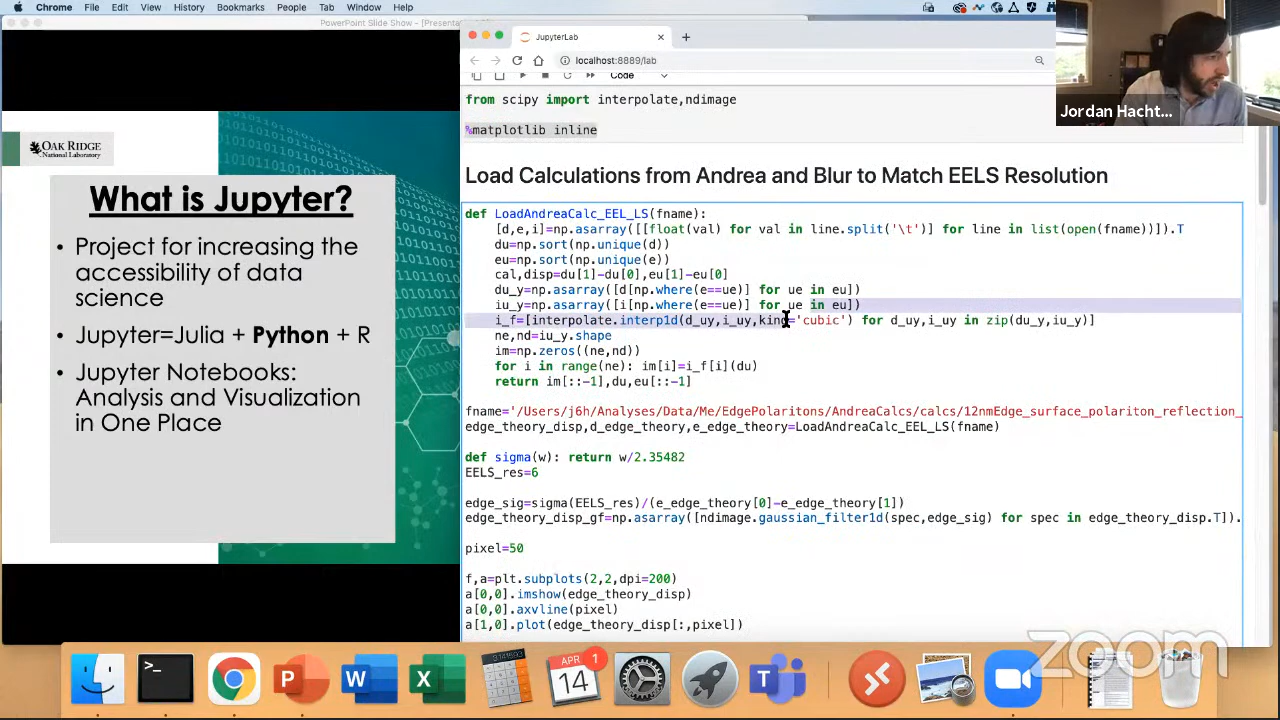 Chrome File Edit View History Bookmarks People Tab Window Help
PowerPoint Slide Show - [Presenta
JupyterLab
localhost:8889/lab
Code
OAK RIDGE
National Laboratory
What is Jupyter?
• Project for increasing the
accessibility of data
science
• Jupyter=Julia + Python + R
• Jupyter Notebooks:
Analysis and Visualization
in One Place
from scipy import interpolate,ndimage
%matplotlib inline
Load Calculations from Andrea and Blur to Match EELS Resolution
def LoadAndreaCalc_EEL_LS(fname):
[d,e,i]=np.asarray([[float(val) for val in line.split('\t')] for line in list(open(fname))]).T
du=np.sort(np.unique(d))
eu=np.sort(np.unique(e))
cal,disp=du[1]-du[0],eu[1]-eu[0]
du_y=np.asarray([d[np.where(e==ue)] for ue in eu])
iu_y=np.asarray([i[np.where(e==ue)] for ue in eu])
i_f=[interpolate.interp1d(d_uy,i_uy,kind='cubic') for d_uy,i_uy in zip(du_y,iu_y)]
ne,nd=iu_y.shape
im=np.zeros((ne,nd))
for i in range(ne): im[i]=i_f[i](du)
return im[::-1],du,eu[::-1]
fname='/Users/j6h/Analyses/Data/Me/EdgePolaritons/AndreaCalcs/calcs/12nmEdge_surface_polariton_reflection_
edge_theory_disp,d_edge_theory,e_edge_theory=LoadAndreaCalc_EEL_LS(fname)
def sigma(w): return w/2.35482
EELS_res=6
edge_sig=sigma(EELS_res)/(e_edge_theory[0]-e_edge_theory[1])
edge_theory_disp_gf=np.asarray([ndimage.gaussian_filter1d(spec,edge_sig) for spec in edge_theory_disp.T]).
pixel=50
f,a=plt.subplots(2,2,dpi=200)
a[0,0].imshow(edge_theory_disp)
a[0,0].axvline(pixel)
a[1,0].plot(edge_theory_disp[:,pixel])
Jordan Hacht...
APR
14
1
zoom